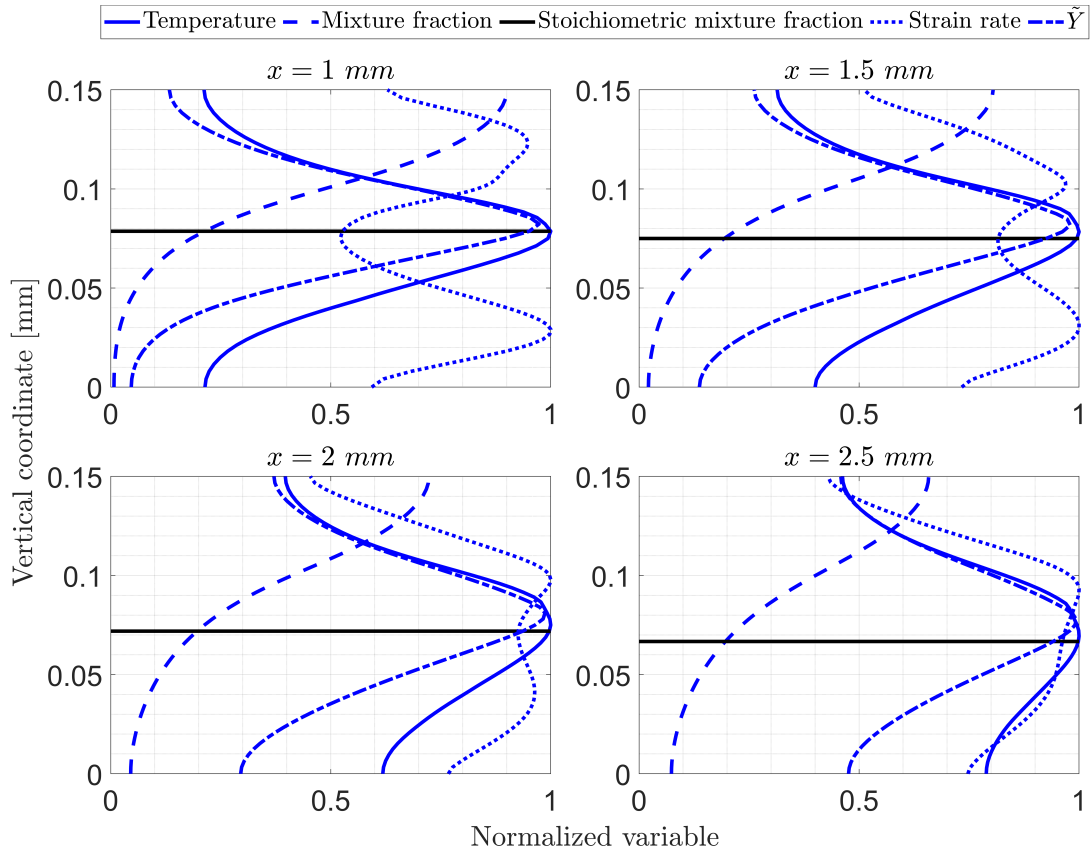 Temperature Mixture fraction Stoichiometric mixture fraction Strain rate Ỹ
x = 1 mm
x = 1.5 mm
0.15
0.1
0.05
0
0 0.5 1
0.15
0.1
0.05
0
0 0.5 1
Vertical coordinate [mm]
x = 2 mm
x = 2.5 mm
0.15
0.1
0.05
0
0 0.5 1
0.15
0.1
0.05
0
0 0.5 1
Normalized variable